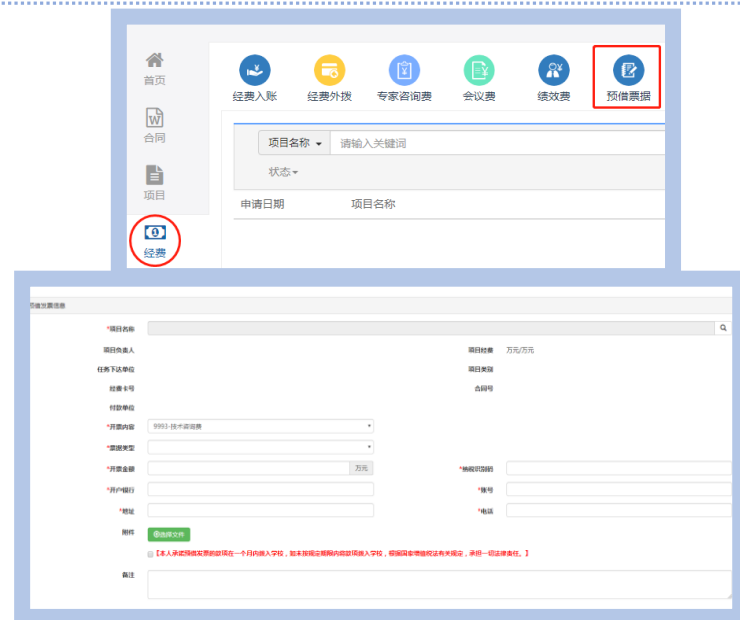 首页
经费入账 经费外拨 专家咨询费 会议费 绩效费 预借票据
合同
项目名称 请输入关键词
状态
项目
申请日期 项目名称
经费
预借发票信息
*项目名称
项目负责人 项目经费 万元/万元
任务下达单位 项目类别
经费卡号 合同号
付款单位
*开票内容 9993-技术咨询费
*票据类型
*开票金额 万元 *纳税识别码
*开户银行 *账号
*地址 *电话
附件 选择文件
【本人承诺预借发票的款项在一个月内拨入学校,如未按规定期限内将款项拨入学校,根据国家增值税法有关规定,承担一切法律责任。】
备注